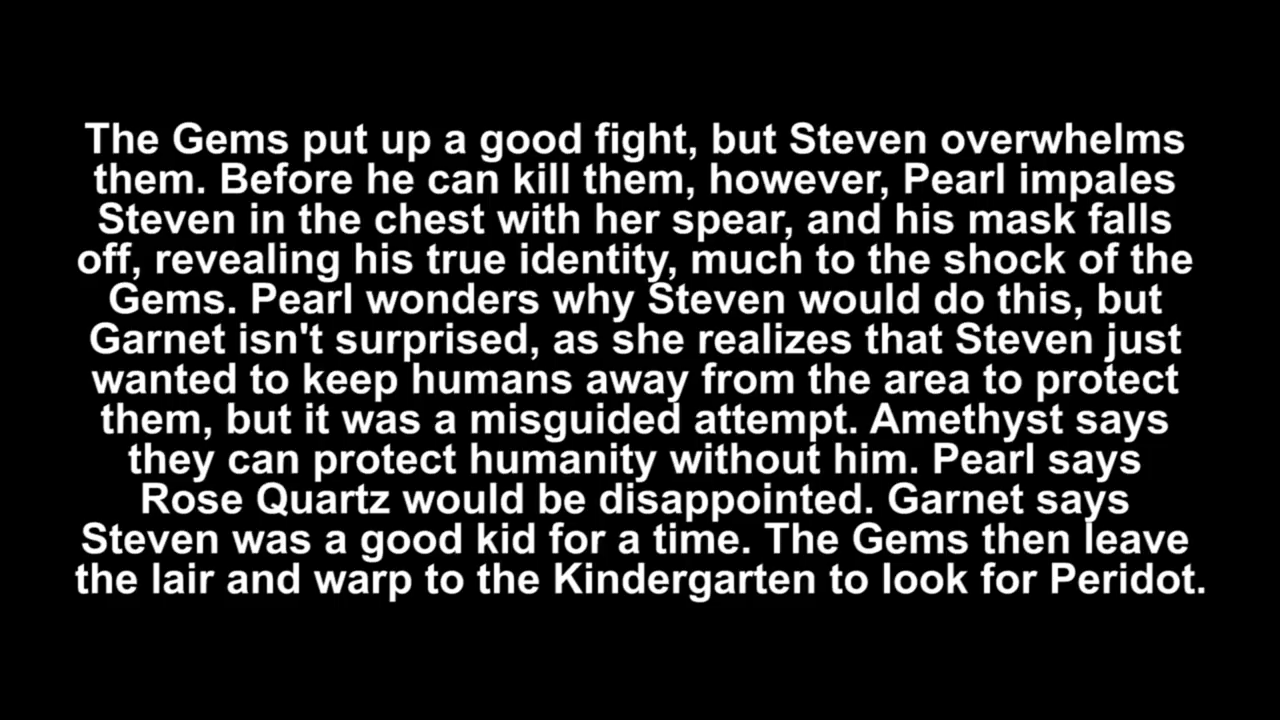 The Gems put up a good fight, but Steven overwhelms
them. Before he can kill them, however, Pearl impales
Steven in the chest with her spear, and his mask falls
off, revealing his true identity, much to the shock of the
Gems. Pearl wonders why Steven would do this, but
Garnet isn't surprised, as she realizes that Steven just
wanted to keep humans away from the area to protect
them, but it was a misguided attempt. Amethyst says
they can protect humanity without him. Pearl says
Rose Quartz would be disappointed. Garnet says
Steven was a good kid for a time. The Gems then leave
the lair and warp to the Kindergarten to look for Peridot.